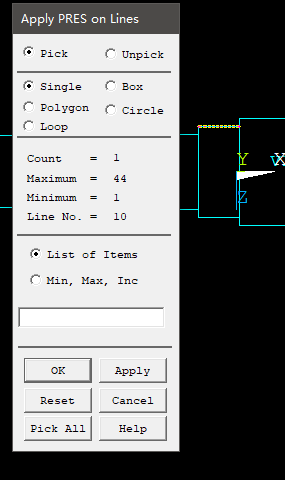 Apply PRES on Lines
Pick Unpick
Single Box
Polygon Circle
Loop
Count = 1
Maximum = 44
Minimum = 1
Line No. = 10
List of Items
Min, Max, Inc
OK Apply
Reset Cancel
Pick All Help
Y X
Z